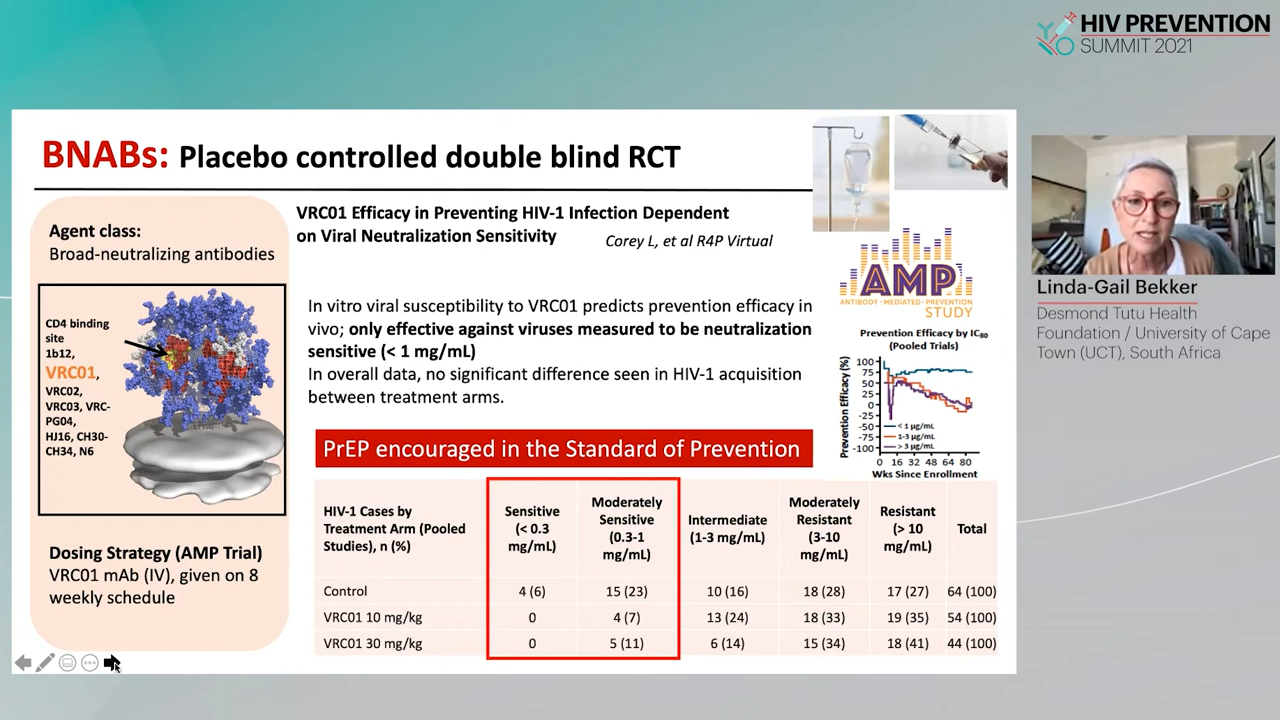 HIV PREVENTION
SUMMIT 2021
BNABs: Placebo controlled double blind RCT
Agent class:
Broad-neutralizing antibodies
CD4 binding
site
1b12,
VRC01,
VRC02,
VRC03, VRC-
PG04,
HJ16, CH30-
CH34, N6
Dosing Strategy (AMP Trial)
VRC01 mAb (IV), given on 8
weekly schedule
VRC01 Efficacy in Preventing HIV-1 Infection Dependent
on Viral Neutralization Sensitivity
Corey L, et al R4P Virtual
In vitro viral susceptibility to VRC01 predicts prevention efficacy in
vivo; only effective against viruses measured to be neutralization
sensitive (< 1 mg/mL)
In overall data, no significant difference seen in HIV-1 acquisition
between treatment arms.
PrEP encouraged in the Standard of Prevention
AMP
ANTIBODY·MEDIATED·PREVENTION
STUDY
Prevention Efficacy by IC80
(Pooled Trials)
Prevention Efficacy (%)
100
75
50
25
0
-25
-50
-75
-100
< 1 µg/mL
1-3 µg/mL
> 3 µg/mL
0 16 32 48 64 80
Wks Since Enrollment
HIV-1 Cases by
Treatment Arm (Pooled
Studies), n (%)
Sensitive
(< 0.3
mg/mL)
Moderately
Sensitive
(0.3-1
mg/mL)
Intermediate
(1-3 mg/mL)
Moderately
Resistant
(3-10
mg/mL)
Resistant
(> 10
mg/mL)
Total
Control 4 (6) 15 (23) 10 (16) 18 (28) 17 (27) 64 (100)
VRC01 10 mg/kg 0 4 (7) 13 (24) 18 (33) 19 (35) 54 (100)
VRC01 30 mg/kg 0 5 (11) 6 (14) 15 (34) 18 (41) 44 (100)
Linda-Gail Bekker
Desmond Tutu Health
Foundation / University of Cape
Town (UCT), South Africa